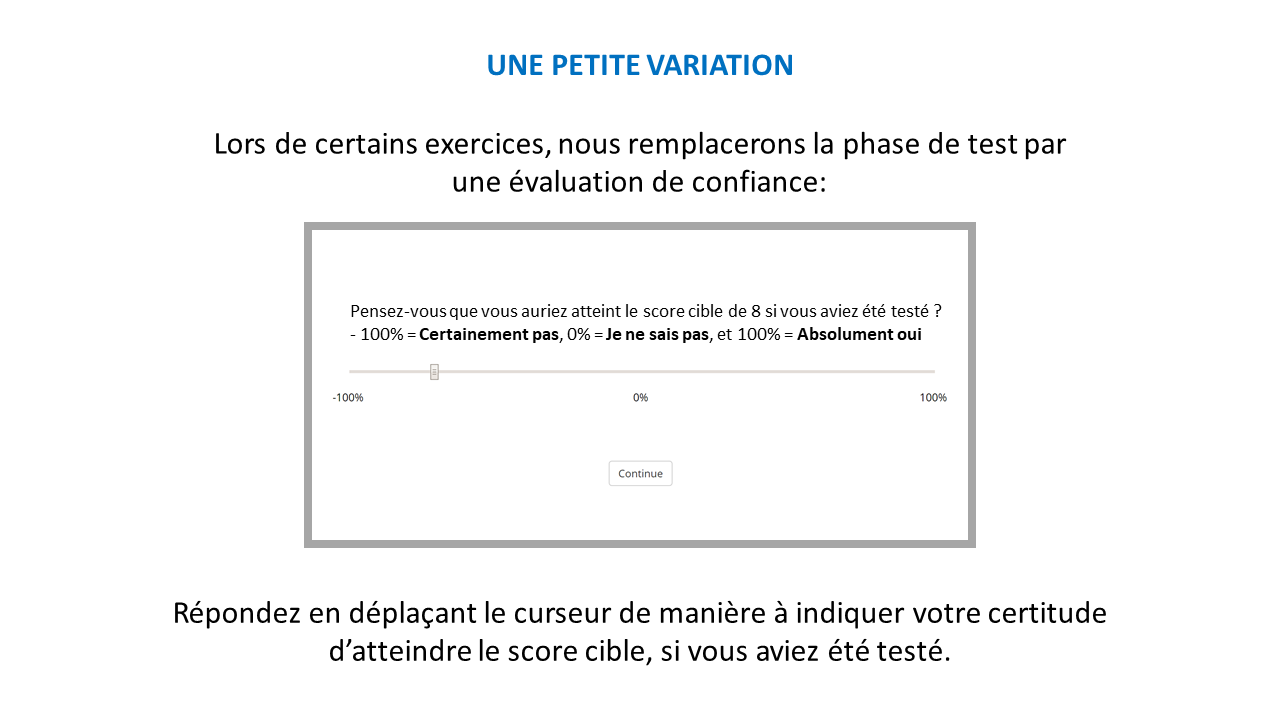 UNE PETITE VARIATION
Lors de certains exercices, nous remplacerons la phase de test par
une évaluation de confiance:
Pensez-vous que vous auriez atteint le score cible de 8 si vous aviez été testé ?
- 100% = Certainement pas, 0% = Je ne sais pas, et 100% = Absolument oui
-100% 0% 100%
Continue
Répondez en déplaçant le curseur de manière à indiquer votre certitude
d’atteindre le score cible, si vous aviez été testé.